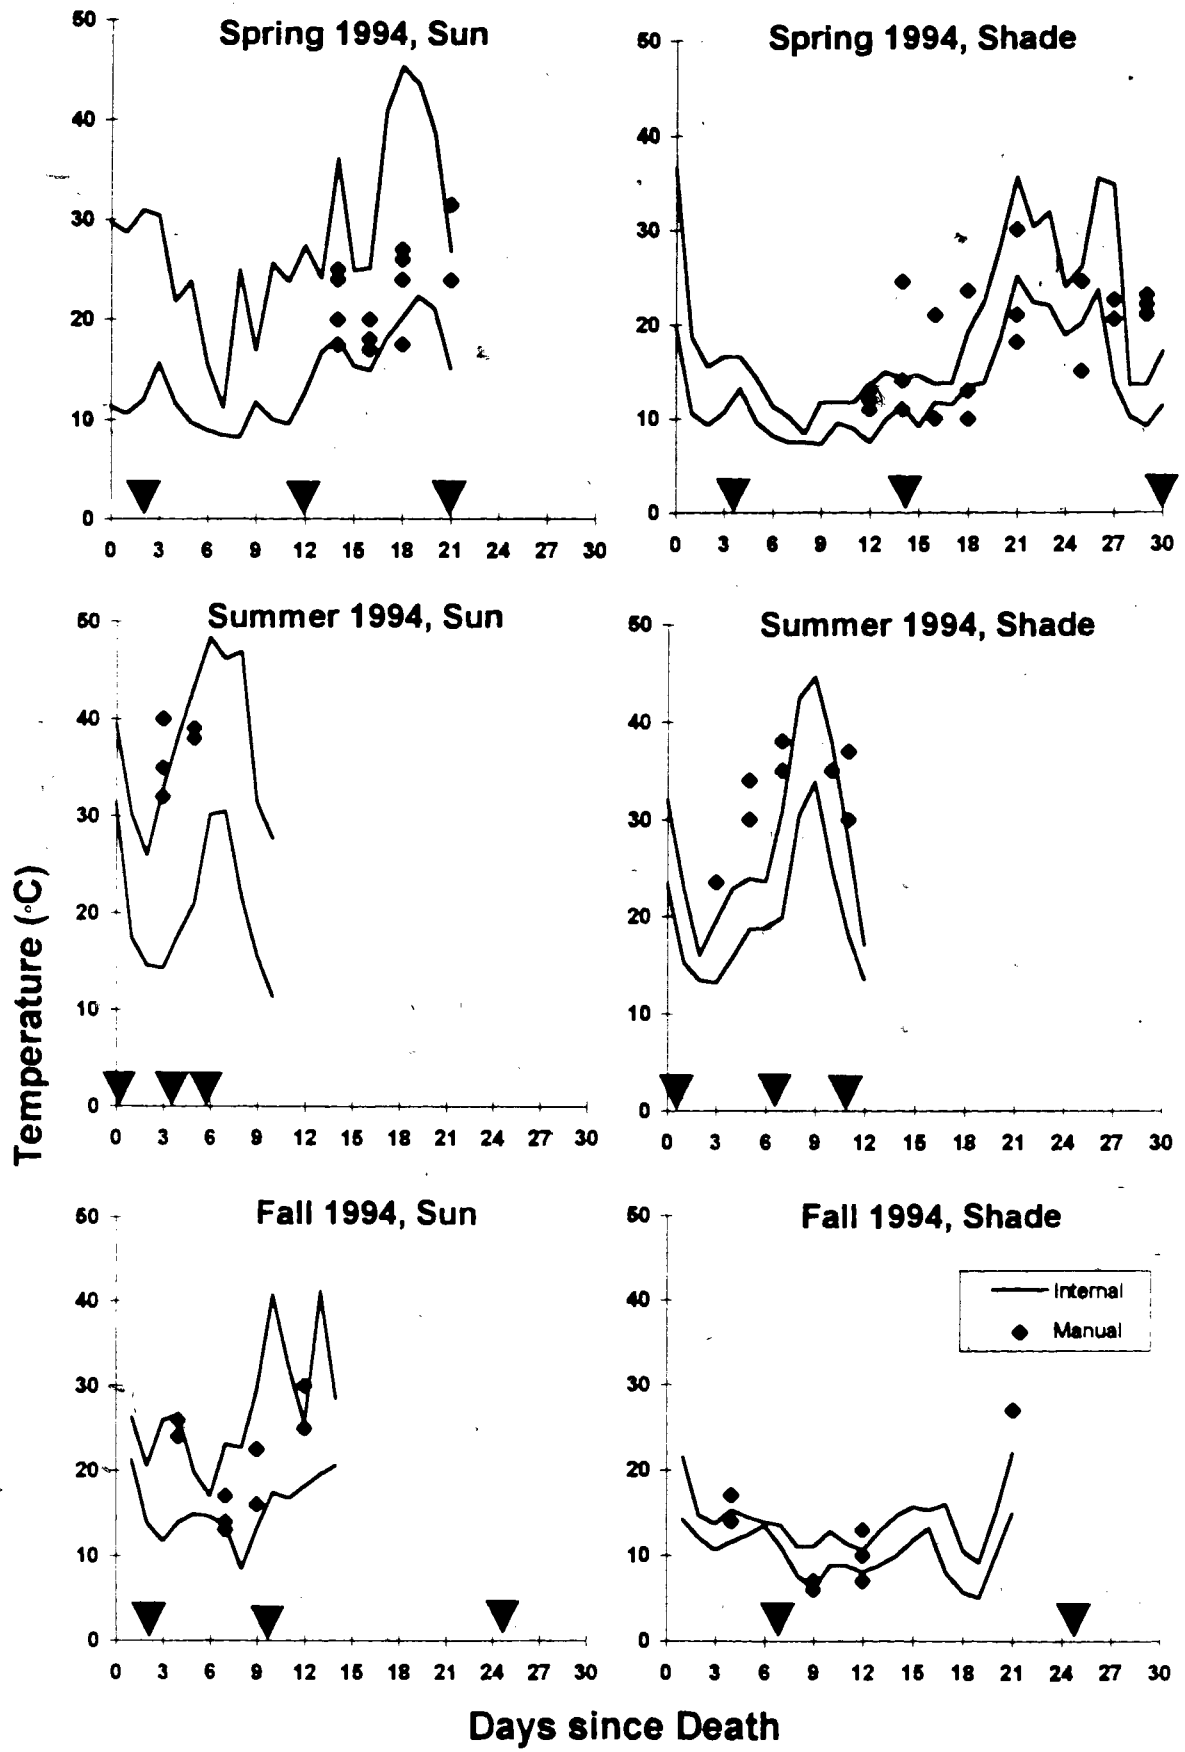 Spring 1994, Sun
50
40
30
20
10
0
0 3 6 9 12 15 18 21 24 27 30
Spring 1994, Shade
50
40
30
20
10
0
0 3 6 9 12 15 18 21 24 27 30
Summer 1994, Sun
50
40
30
20
10
0
0 3 6 9 12 15 18 21 24 27 30
Summer 1994, Shade
50
40
30
20
10
0
0 3 6 9 12 15 18 21 24 27 30
Temperature (◦C)
Fall 1994, Sun
50
40
30
20
10
0
0 3 6 9 12 15 18 21 24 27 30
Fall 1994, Shade
50
40
30
20
10
0
0 3 6 9 12 15 18 21 24 27 30
Internal
Manual
Days since Death